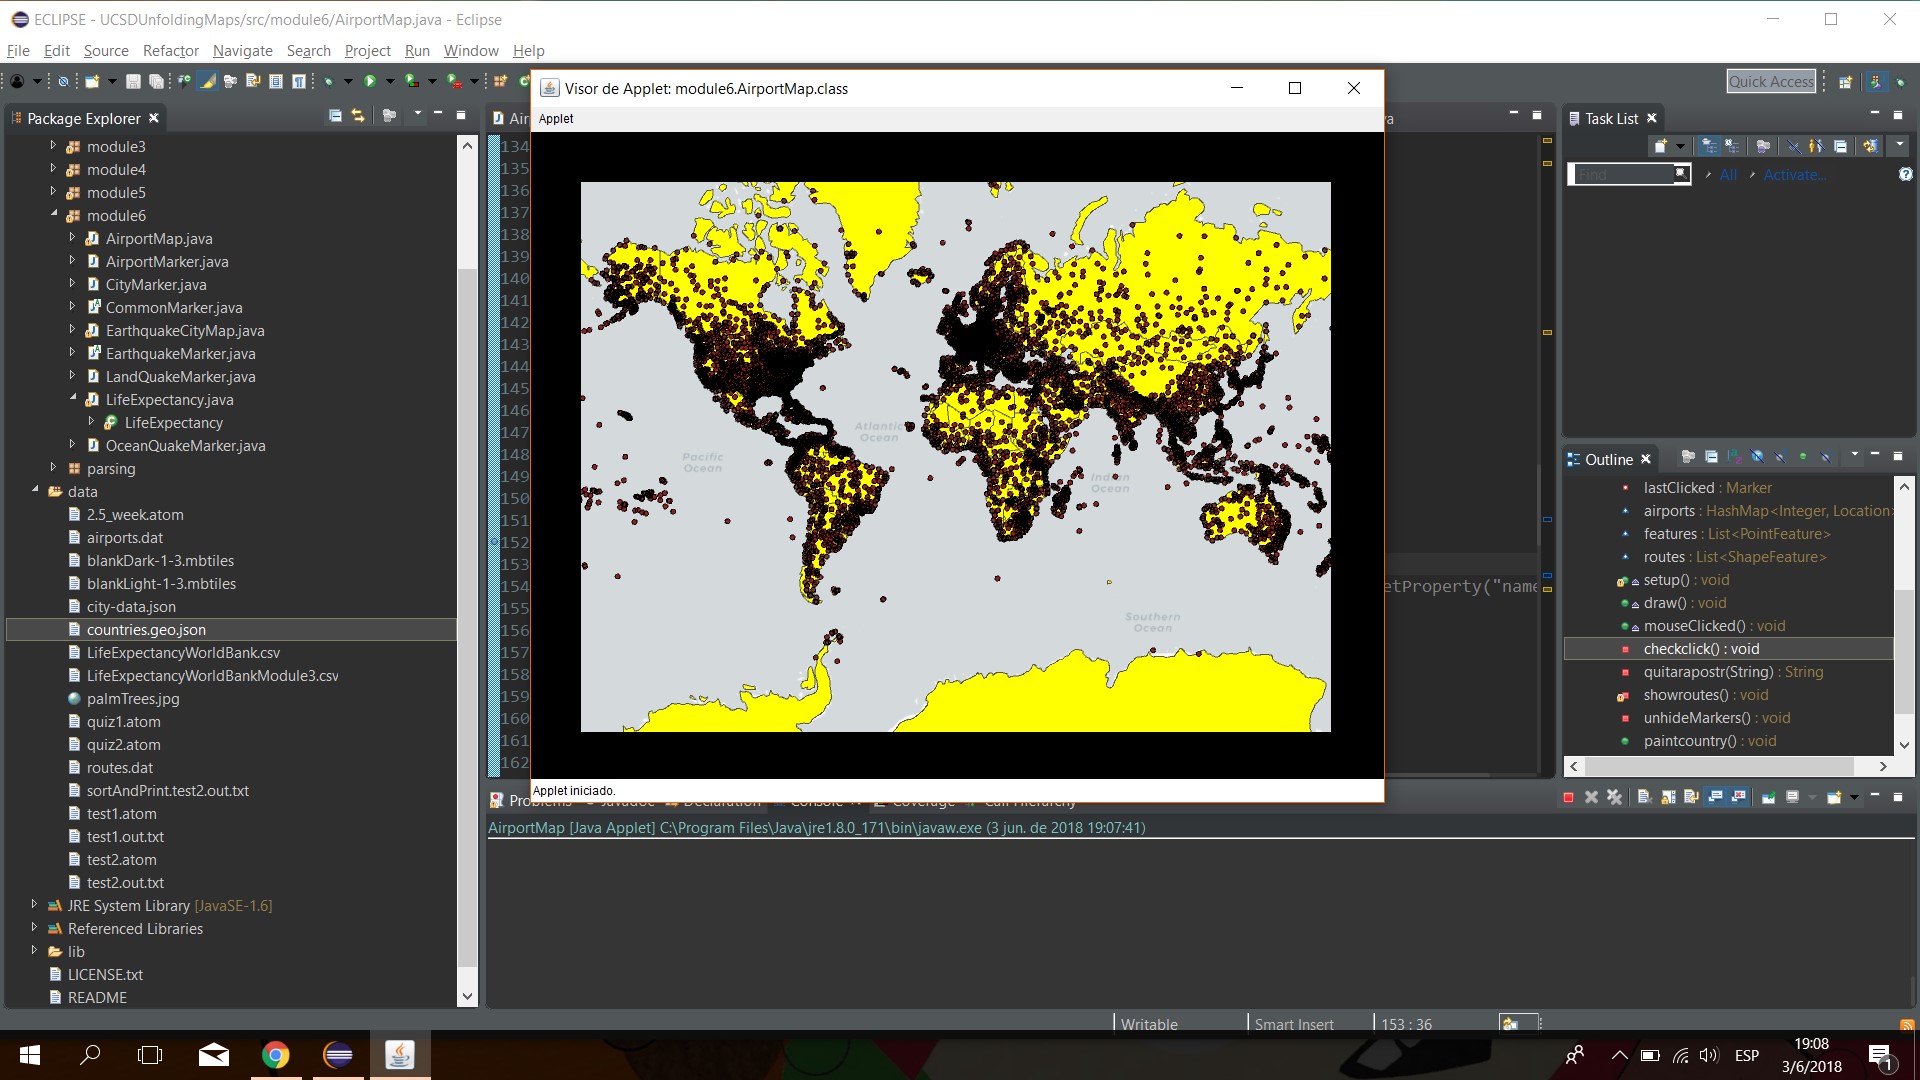 ECLIPSE - UCSDUnfoldingMaps/src/module6/AirportMap.java - Eclipse
File Edit Source Refactor Navigate Search Project Run Window Help
Quick Access
Package Explorer
module3
module4
module5
module6
AirportMap.java
AirportMarker.java
CityMarker.java
CommonMarker.java
EarthquakeCityMap.java
EarthquakeMarker.java
LandQuakeMarker.java
LifeExpectancy.java
LifeExpectancy
OceanQuakeMarker.java
parsing
data
2.5_week.atom
airports.dat
blankDark-1-3.mbtiles
blankLight-1-3.mbtiles
city-data.json
countries.geo.json
LifeExpectancyWorldBank.csv
LifeExpectancyWorldBankModule3.csv
palmTrees.jpg
quiz1.atom
quiz2.atom
routes.dat
sortAndPrint.test2.out.txt
test1.atom
test1.out.txt
test2.atom
test2.out.txt
JRE System Library [JavaSE-1.6]
Referenced Libraries
lib
LICENSE.txt
README
Air
134
135
136
137
138
139
140
141
142
143
144
145
146
147
148
149
150
151
152
153
154
155
156
157
158
159
160
161
162
Visor de Applet: module6.AirportMap.class
Applet
Atlantic
Ocean
Pacific
Ocean
Indian
Ocean
Southern
Ocean
Applet iniciado.
etProperty("name
Declaration Console Coverage Call Hierarchy
AirportMap [Java Applet] C:\Program Files\Java\jre1.8.0_171\bin\javaw.exe (3 jun. de 2018 19:07:41)
Task List
Find All Activate...
Outline
lastClicked : Marker
airports : HashMap<Integer, Location>
features : List<PointFeature>
routes : List<ShapeFeature>
setup() : void
draw() : void
mouseClicked() : void
checkclick() : void
quitarapostr(String) : String
showroutes() : void
unhideMarkers() : void
paintcountry() : void
Writable Smart Insert 153 : 36
ESP
19:08
3/6/2018
1